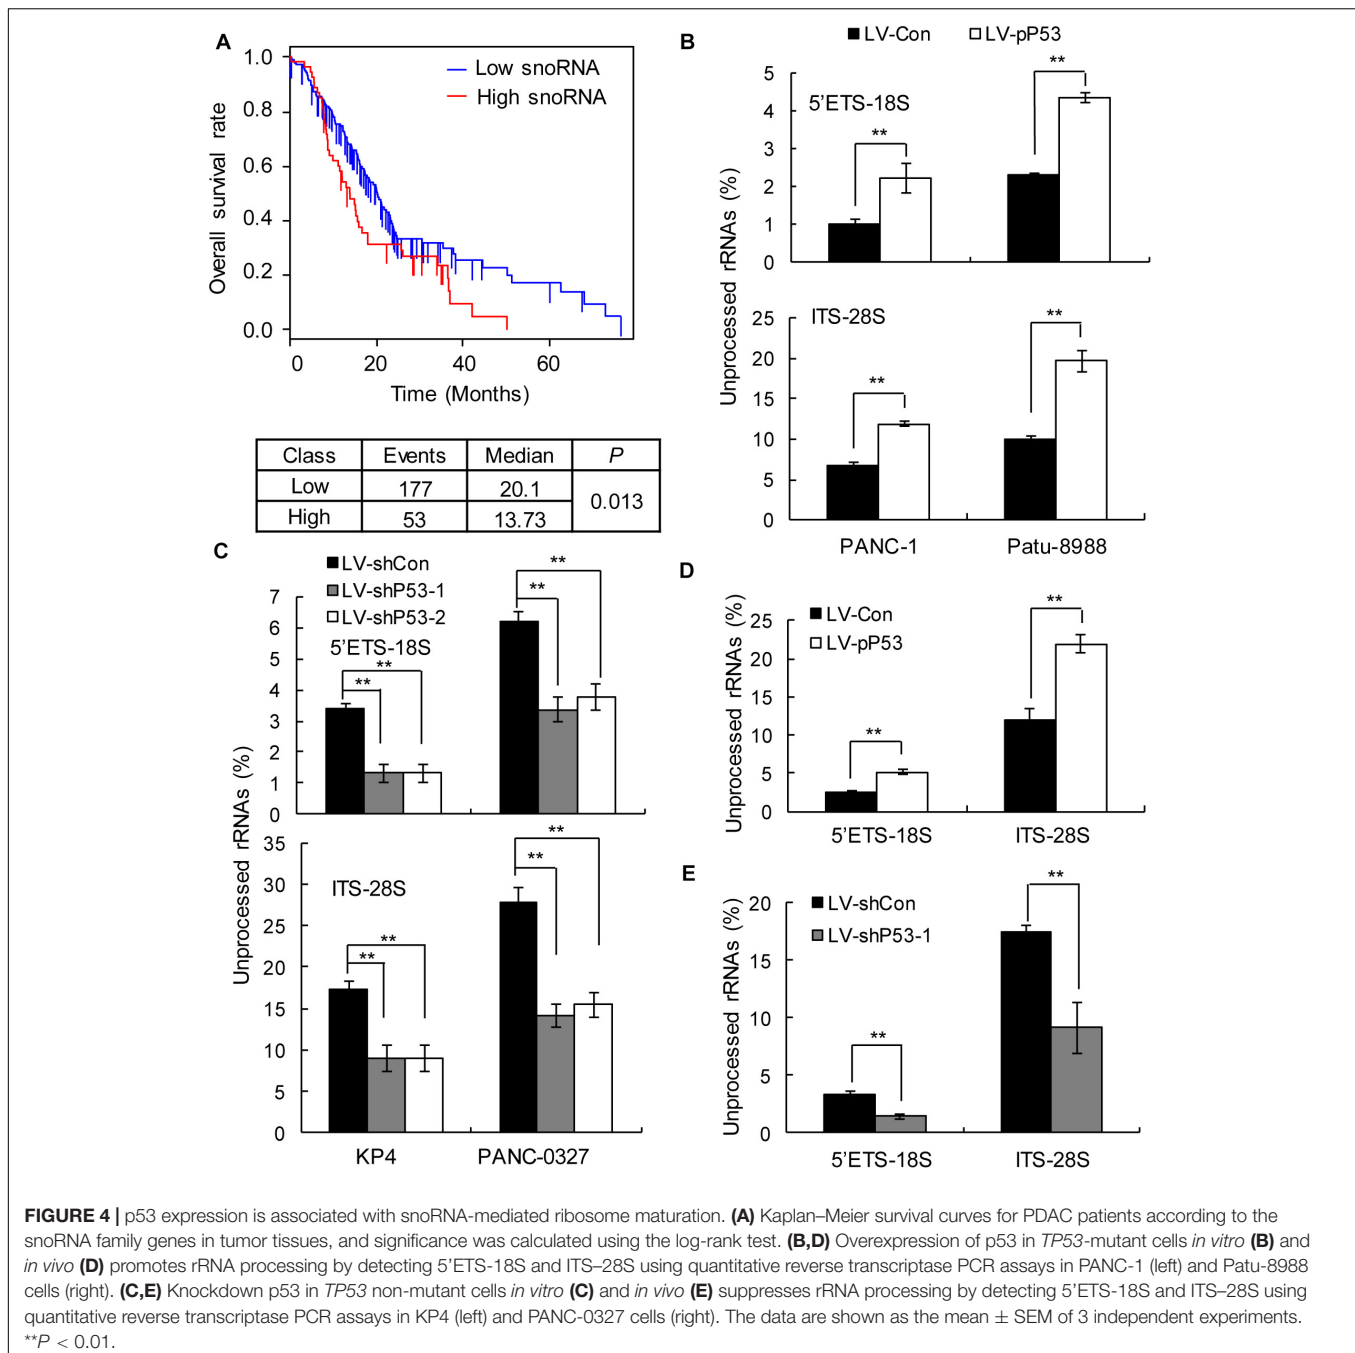 A
Overall survival rate
1.0
0.8
0.6
0.4
0.2
0.0
Low snoRNA
High snoRNA
0 20 40 60
Time (Months)
Class Events Median P
Low 177 20.1 0.013
High 53 13.73
B
LV-Con LV-pP53
Unprocessed rRNAs (%)
5'ETS-18S
5
4
3
2
1
0
**
**
ITS-28S
25
20
15
10
5
0
**
**
PANC-1 Patu-8988
C
LV-shCon
LV-shP53-1
LV-shP53-2
5'ETS-18S
Unprocessed rRNAs (%)
7
6
5
4
3
2
1
0
**
**
**
**
ITS-28S
35
30
25
20
15
10
5
0
**
**
**
**
KP4 PANC-0327
D
LV-Con
LV-pP53
Unprocessed rRNAs (%)
25
20
15
10
5
0
**
**
5'ETS-18S ITS-28S
E
LV-shCon
LV-shP53-1
Unprocessed rRNAs (%)
20
15
10
5
0
**
**
5'ETS-18S ITS-28S
FIGURE 4 | p53 expression is associated with snoRNA-mediated ribosome maturation. (A) Kaplan–Meier survival curves for PDAC patients according to the
snoRNA family genes in tumor tissues, and significance was calculated using the log-rank test. (B,D) Overexpression of p53 in TP53-mutant cells in vitro (B) and
in vivo (D) promotes rRNA processing by detecting 5'ETS-18S and ITS–28S using quantitative reverse transcriptase PCR assays in PANC-1 (left) and Patu-8988
cells (right). (C,E) Knockdown p53 in TP53 non-mutant cells in vitro (C) and in vivo (E) suppresses rRNA processing by detecting 5'ETS-18S and ITS–28S using
quantitative reverse transcriptase PCR assays in KP4 (left) and PANC-0327 cells (right). The data are shown as the mean ± SEM of 3 independent experiments.
**P < 0.01.